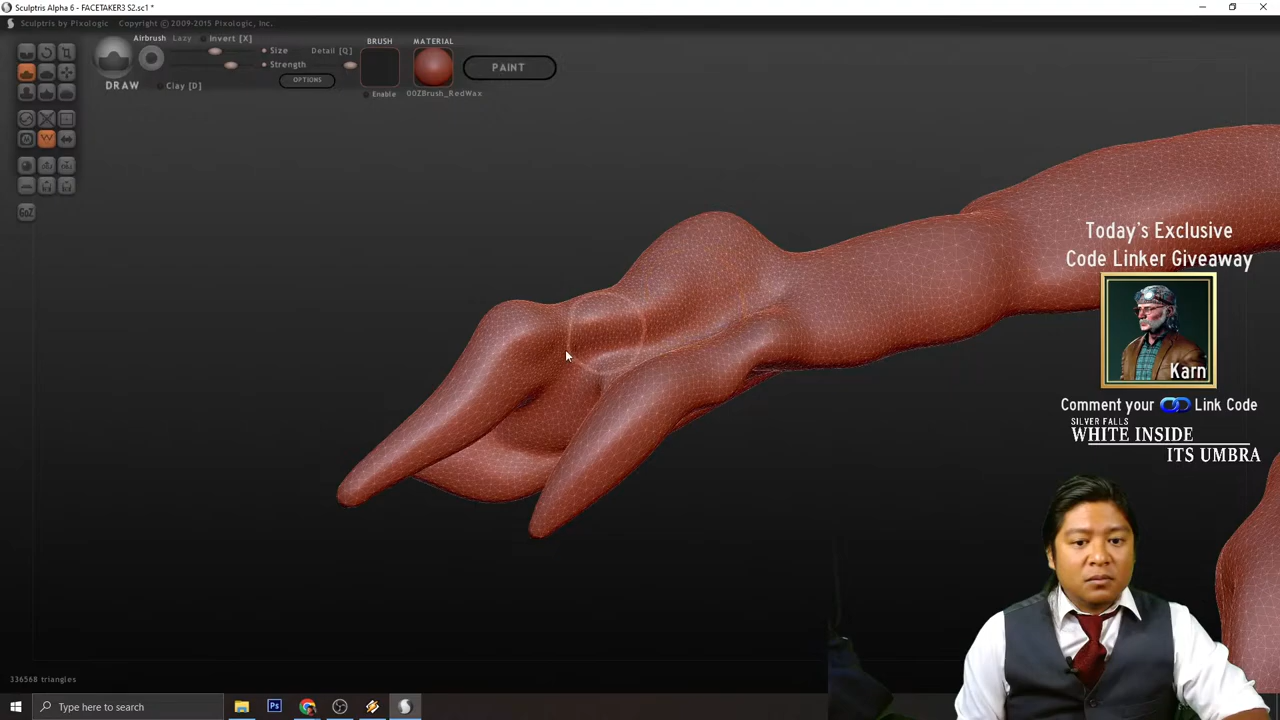 Sculptris Alpha 6 - FACETAKER3 S2.sc1 *
Sculptris by Pixologic Copyright © 2009-2015 Pixologic, Inc.
Airbrush Lazy Invert [X]
Size Detail [Q]
Strength
DRAW Clay [D] OPTIONS
BRUSH
Enable
MATERIAL
00ZBrush_RedWax
PAINT
GoZ
Today's Exclusive
Code Linker Giveaway
Karn
Comment your Link Code
SILVER FALLS
WHITE INSIDE
ITS UMBRA
336568 triangles
Type here to search
Ps